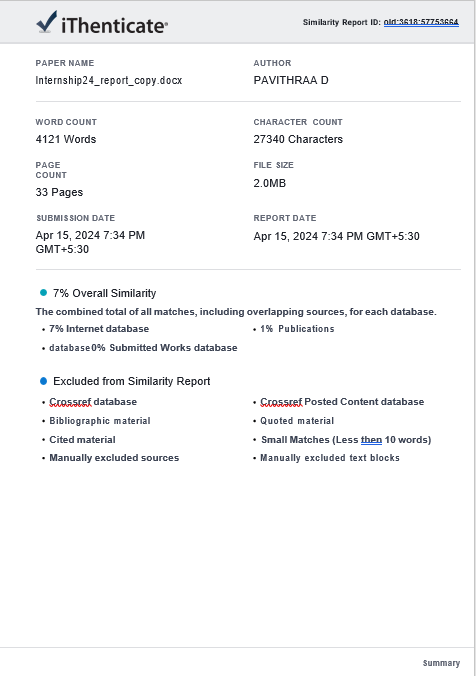 iThenticate®
Similarity Report ID: oid:3618:57753664
PAPER NAME
Internship24_report_copy.docx
AUTHOR
PAVITHRAA D
WORD COUNT
4121 Words
CHARACTER COUNT
27340 Characters
PAGE
COUNT
33 Pages
FILE SIZE
2.0MB
SUBMISSION DATE
Apr 15, 2024 7:34 PM
GMT+5:30
REPORT DATE
Apr 15, 2024 7:34 PM GMT+5:30
● 7% Overall Similarity
The combined total of all matches, including overlapping sources, for each database.
• 7% Internet database
• 1% Publications
• database0% Submitted Works database
● Excluded from Similarity Report
• Crossref database
• Crossref Posted Content database
• Bibliographic material
• Quoted material
• Cited material
• Small Matches (Less then 10 words)
• Manually excluded sources
• Manually excluded text blocks
Summary